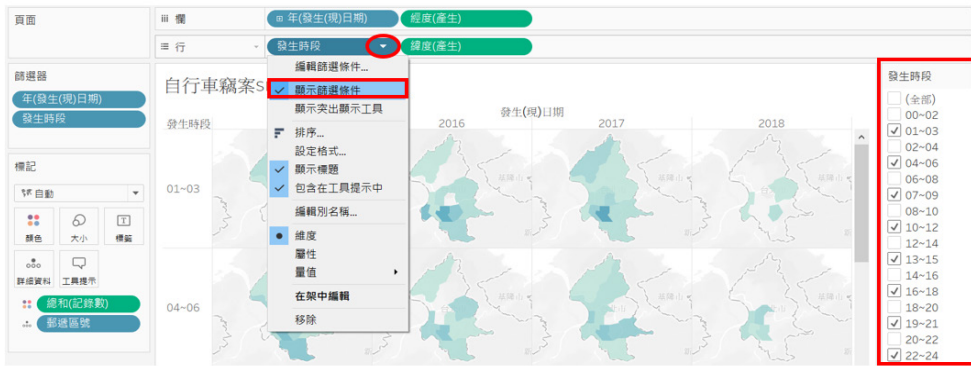 頁面
iii 欄
年(發生(現)日期)
經度(產生)
行
發生時段
緯度(產生)
篩選器
年(發生(現)日期)
發生時段
標記
自動
顏色
大小
標籤
詳細資料
工具提示
總和(記錄數)
郵遞區號
自行車竊案S
發生(現)日期
發生時段
2016
2017
2018
01~03
04~06
編輯篩選條件...
顯示篩選條件
顯示突出顯示工具
排序...
設定格式...
顯示標題
包含在工具提示中
編輯別名稱...
維度
屬性
量值
在架中編輯
移除
發生時段
(全部)
00~02
01~03
02~04
04~06
06~08
07~09
08~10
10~12
12~14
13~15
14~16
16~18
18~20
19~21
20~22
22~24